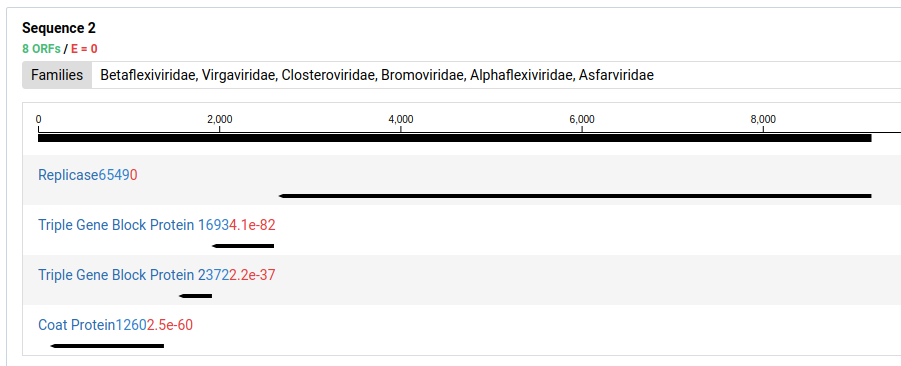 Sequence 2
8 ORFs / E = 0
Families Betaflexiviridae, Virgaviridae, Closteroviridae, Bromoviridae, Alphaflexiviridae, Asfarviridae
0 2,000 4,000 6,000 8,000
Replicase65490
Triple Gene Block Protein 16934.1e-82
Triple Gene Block Protein 23722.2e-37
Coat Protein12602.5e-60